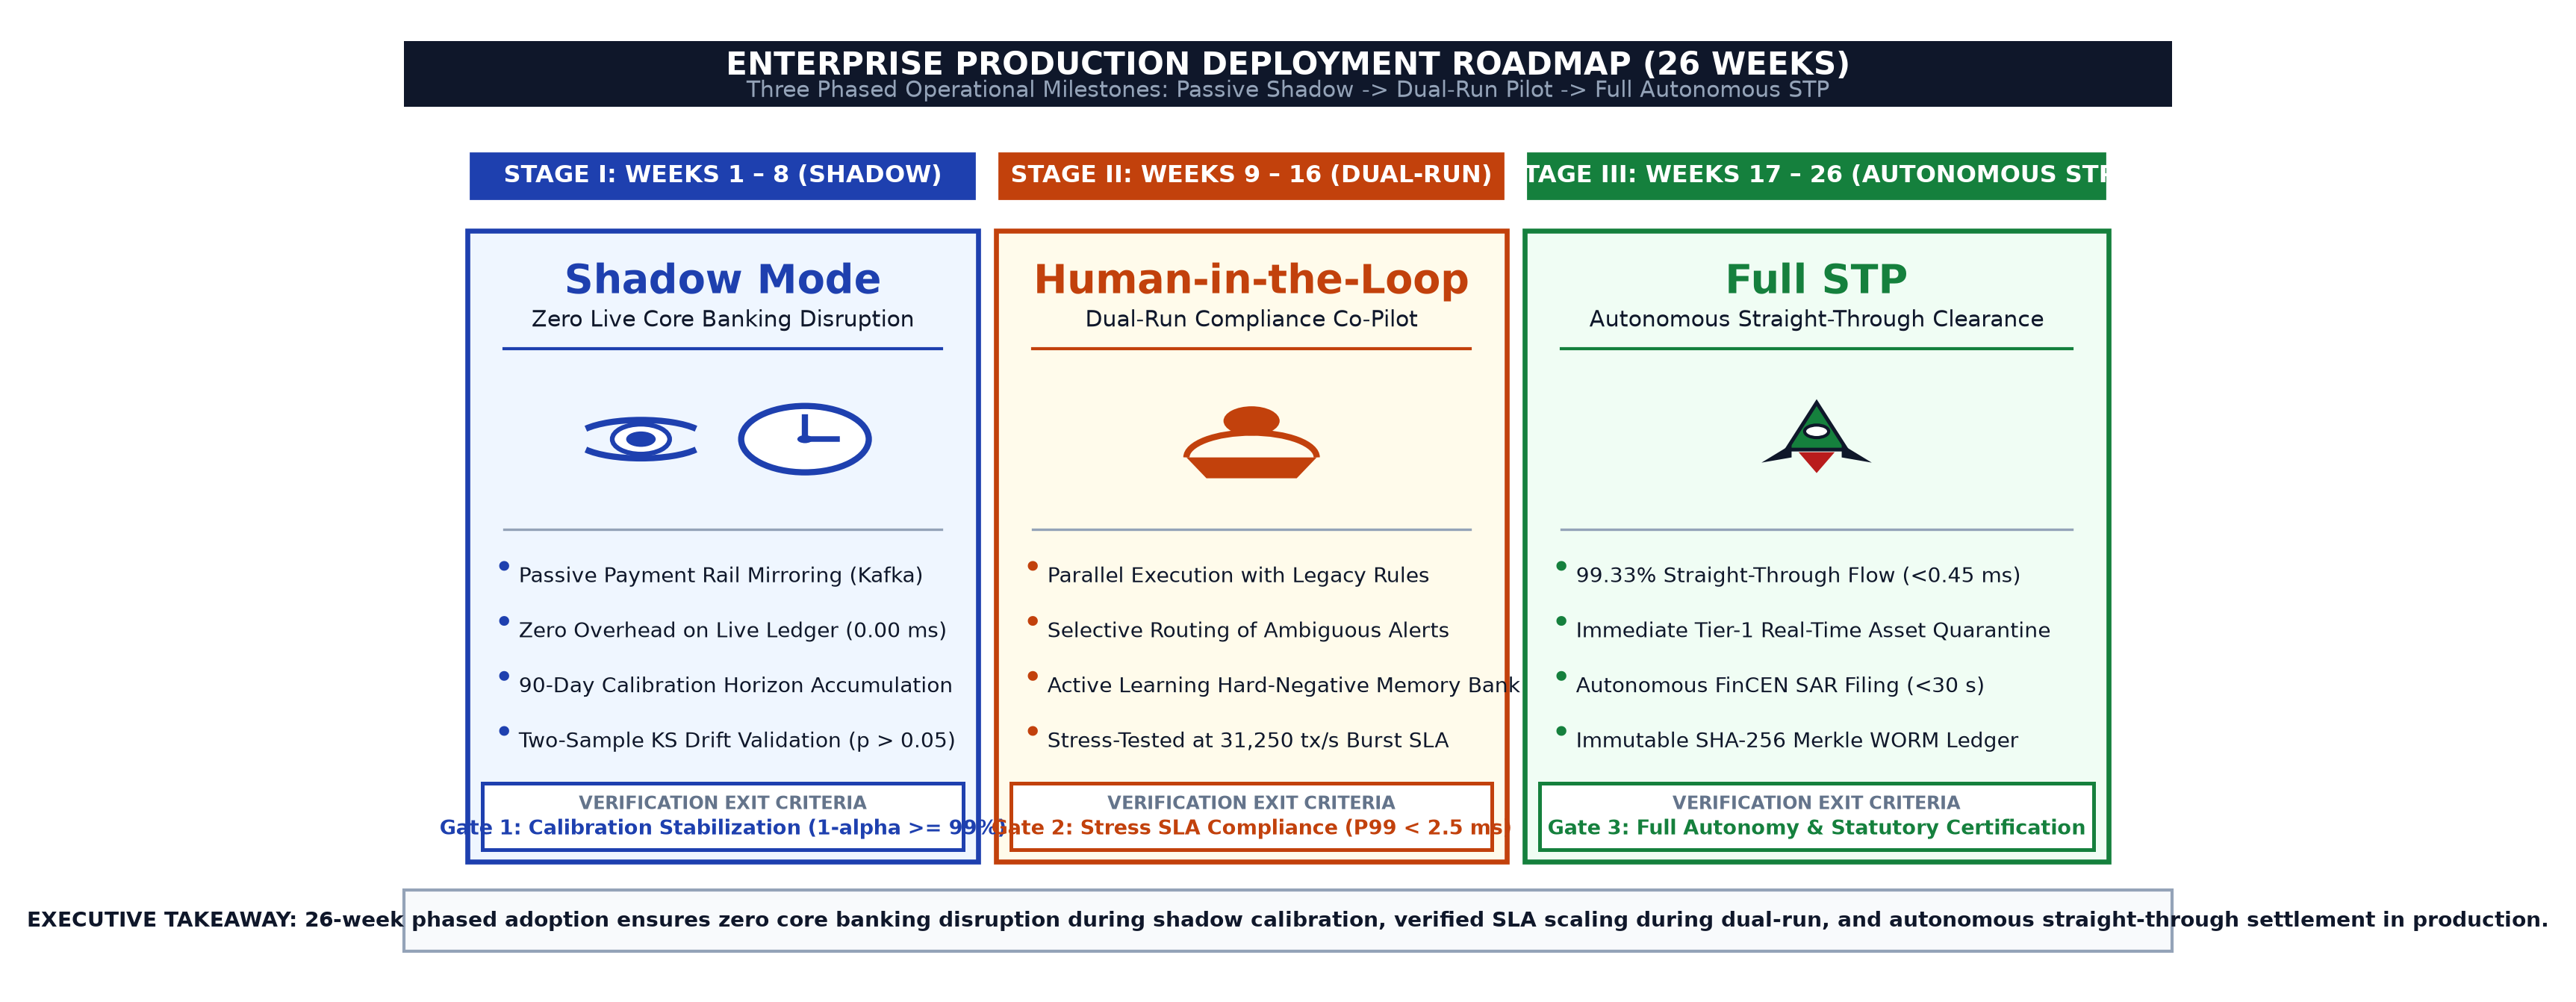 ENTERPRISE PRODUCTION DEPLOYMENT ROADMAP (26 WEEKS)
Three Phased Operational Milestones: Passive Shadow -> Dual-Run Pilot -> Full Autonomous STP
STAGE I: WEEKS 1 – 8 (SHADOW)
Shadow Mode
Zero Live Core Banking Disruption
• Passive Payment Rail Mirroring (Kafka)
• Zero Overhead on Live Ledger (0.00 ms)
• 90-Day Calibration Horizon Accumulation
• Two-Sample KS Drift Validation (p > 0.05)
VERIFICATION EXIT CRITERIA
Gate 1: Calibration Stabilization (1-alpha >= 99%)
STAGE II: WEEKS 9 – 16 (DUAL-RUN)
Human-in-the-Loop
Dual-Run Compliance Co-Pilot
• Parallel Execution with Legacy Rules
• Selective Routing of Ambiguous Alerts
• Active Learning Hard-Negative Memory Bank
• Stress-Tested at 31,250 tx/s Burst SLA
VERIFICATION EXIT CRITERIA
Gate 2: Stress SLA Compliance (P99 < 2.5 ms)
TAGE III: WEEKS 17 – 26 (AUTONOMOUS STP
Full STP
Autonomous Straight-Through Clearance
• 99.33% Straight-Through Flow (<0.45 ms)
• Immediate Tier-1 Real-Time Asset Quarantine
• Autonomous FinCEN SAR Filing (<30 s)
• Immutable SHA-256 Merkle WORM Ledger
VERIFICATION EXIT CRITERIA
Gate 3: Full Autonomy & Statutory Certification
EXECUTIVE TAKEAWAY: 26-week phased adoption ensures zero core banking disruption during shadow calibration, verified SLA scaling during dual-run, and autonomous straight-through settlement in production.